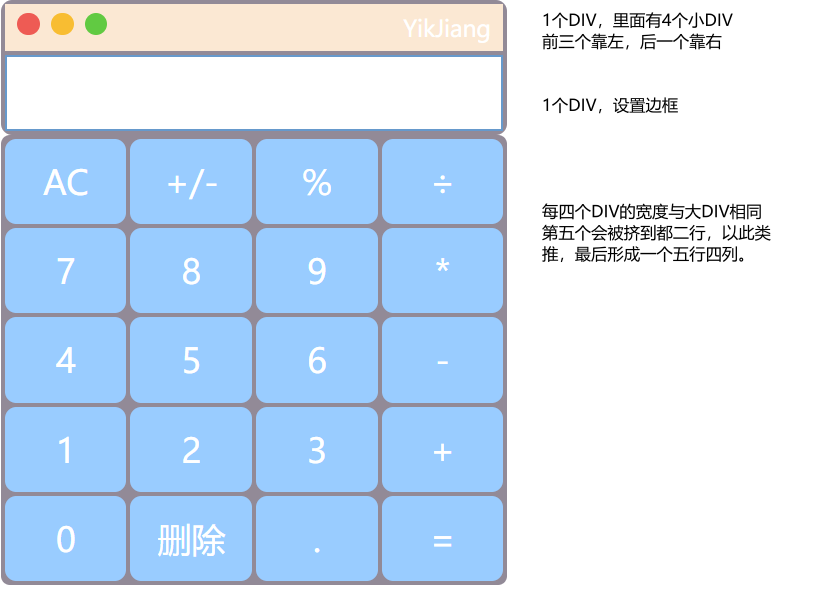 YikJiang
1个DIV，里面有4个小DIV
前三个靠左，后一个靠右
1个DIV，设置边框
AC +/- % ÷
每四个DIV的宽度与大DIV相同
第五个会被挤到都二行，以此类
推，最后形成一个五行四列。
7 8 9 *
4 5 6 -
1 2 3 +
0 删除 . =